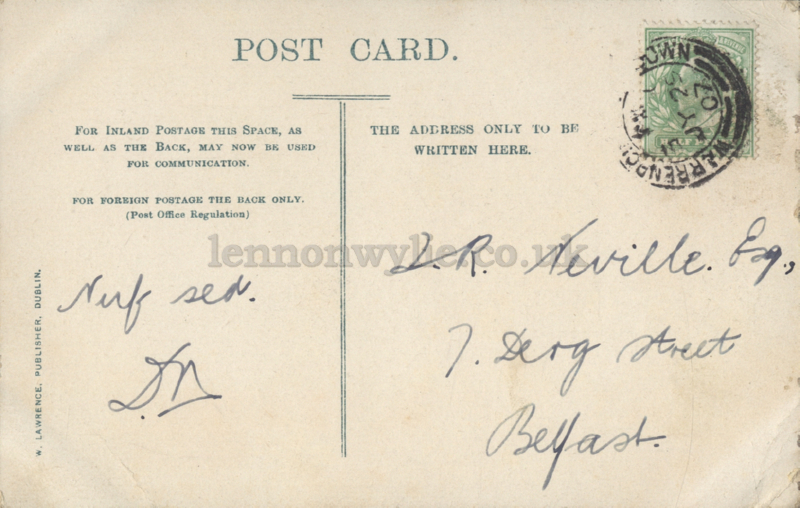 POST CARD.
FOR INLAND POSTAGE THIS SPACE, AS
WELL AS THE BACK, MAY NOW BE USED
FOR COMMUNICATION.
FOR FOREIGN POSTAGE THE BACK ONLY.
(Post Office Regulation)
THE ADDRESS ONLY TO BE
WRITTEN HERE.
WARRENPOINT
lennonwylie.co.uk
Nuf sed.
DN
J. R. Neville. Esq.,
7. Derg Street
Belfast.
W. LAWRENCE, PUBLISHER, DUBLIN.